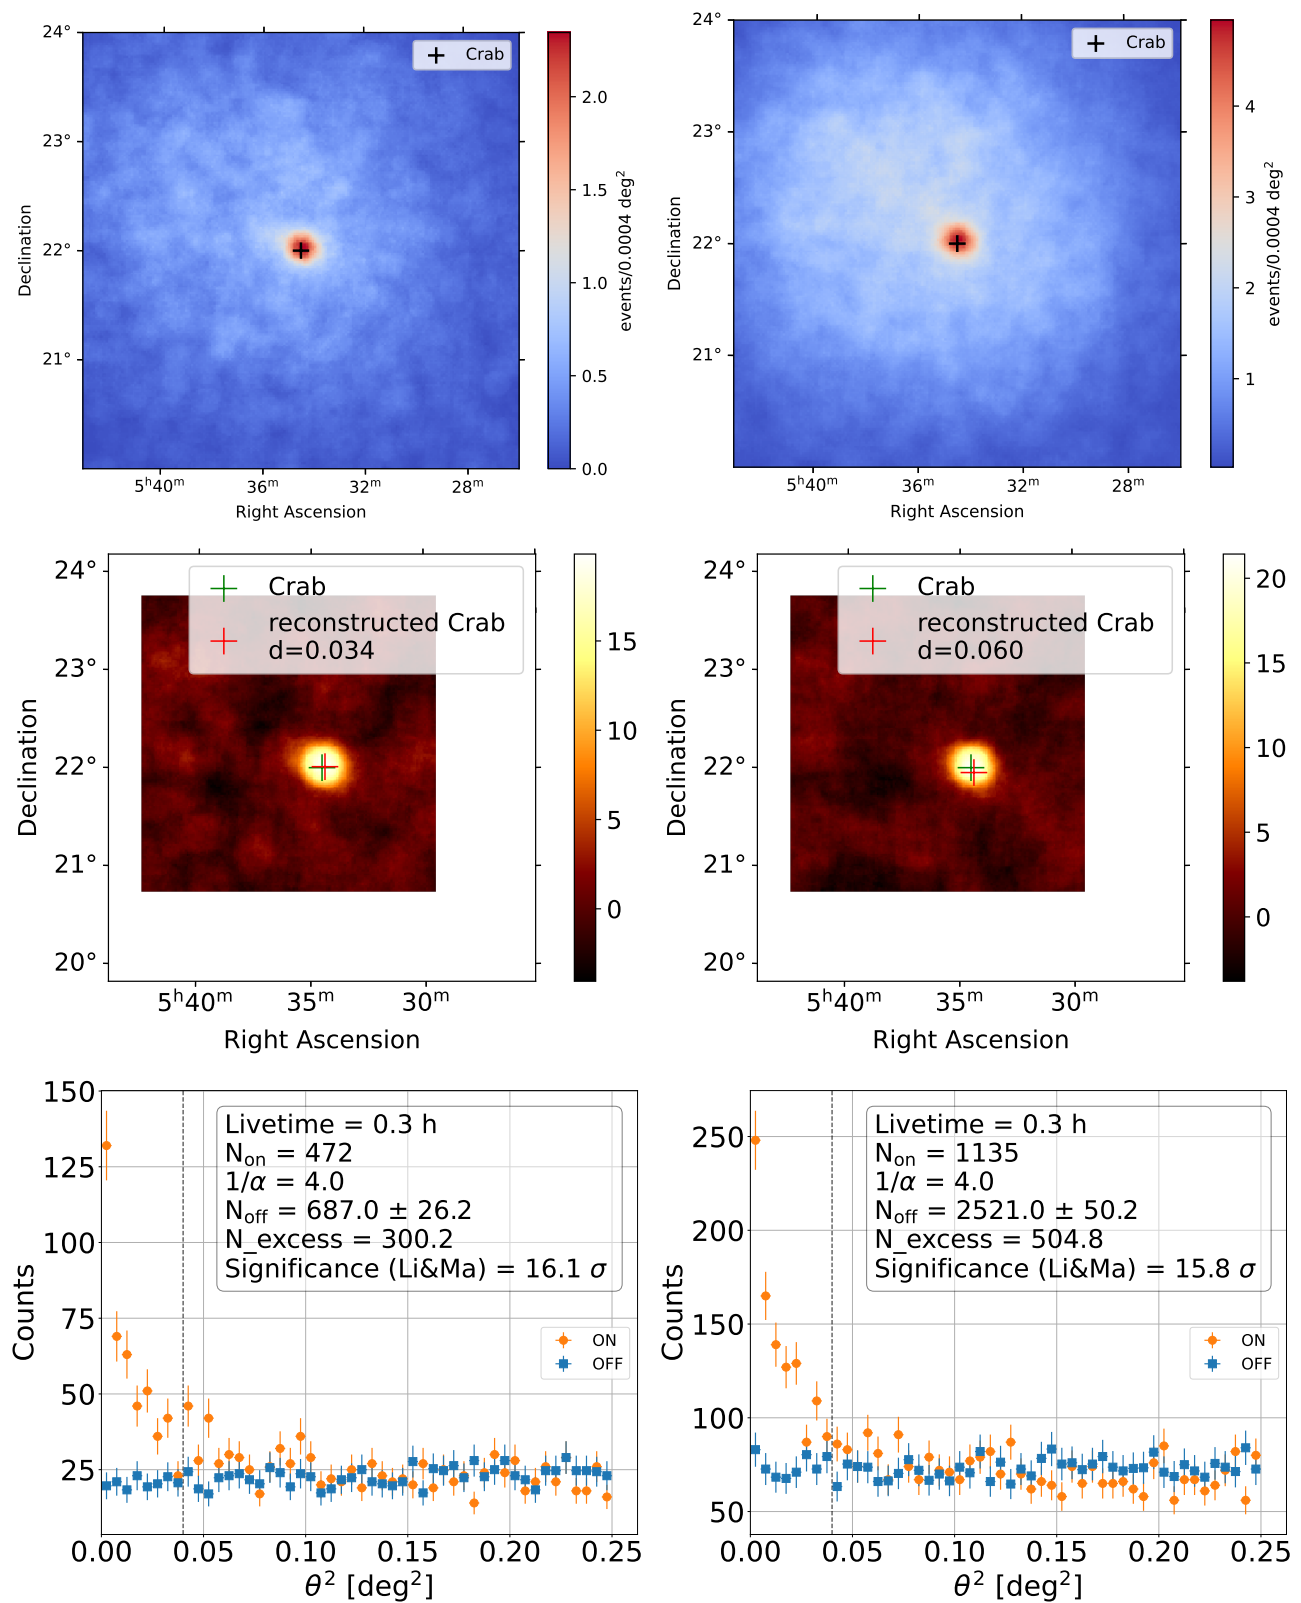 24°
23°
22°
21°
Declination
Crab
5ʰ40ᵐ 36ᵐ 32ᵐ 28ᵐ
Right Ascension
2.0
1.5
1.0
0.5
0.0
events/0.0004 deg²
24°
23°
22°
21°
Declination
Crab
5ʰ40ᵐ 36ᵐ 32ᵐ 28ᵐ
Right Ascension
4
3
2
1
events/0.0004 deg²
24°
23°
22°
21°
20°
Declination
Crab
reconstructed Crab
d=0.034
5ʰ40ᵐ 35ᵐ 30ᵐ
Right Ascension
15
10
5
0
24°
23°
22°
21°
20°
Declination
Crab
reconstructed Crab
d=0.060
5ʰ40ᵐ 35ᵐ 30ᵐ
Right Ascension
20
15
10
5
0
150
125
100
75
50
25
Counts
Livetime = 0.3 h
Nₒₙ = 472
1/α = 4.0
N_off = 687.0 ± 26.2
N_excess = 300.2
Significance (Li&Ma) = 16.1 σ
ON
OFF
0.00 0.05 0.10 0.15 0.20 0.25
θ² [deg²]
250
200
150
100
50
Counts
Livetime = 0.3 h
Nₒₙ = 1135
1/α = 4.0
N_off = 2521.0 ± 50.2
N_excess = 504.8
Significance (Li&Ma) = 15.8 σ
ON
OFF
0.00 0.05 0.10 0.15 0.20 0.25
θ² [deg²]